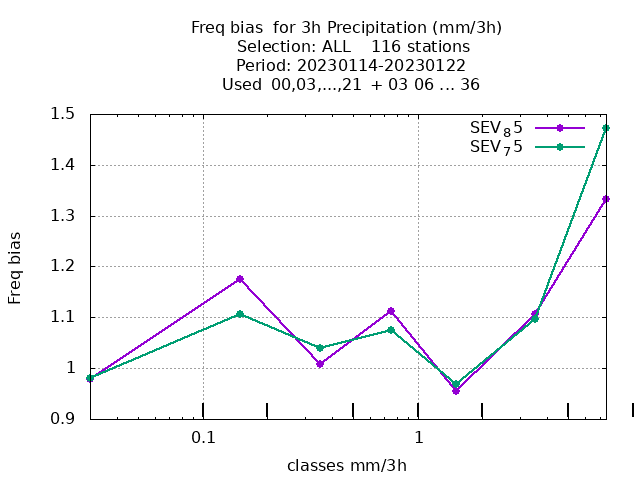 Freq bias  for 3h Precipitation (mm/3h)
Selection: ALL    116 stations
Period: 20230114-20230122
Used  00,03,...,21  + 03 06 ... 36
SEV₈5
SEV₇5
1.5
1.4
1.3
1.2
1.1
1
0.9
Freq bias
0.1
1
classes mm/3h